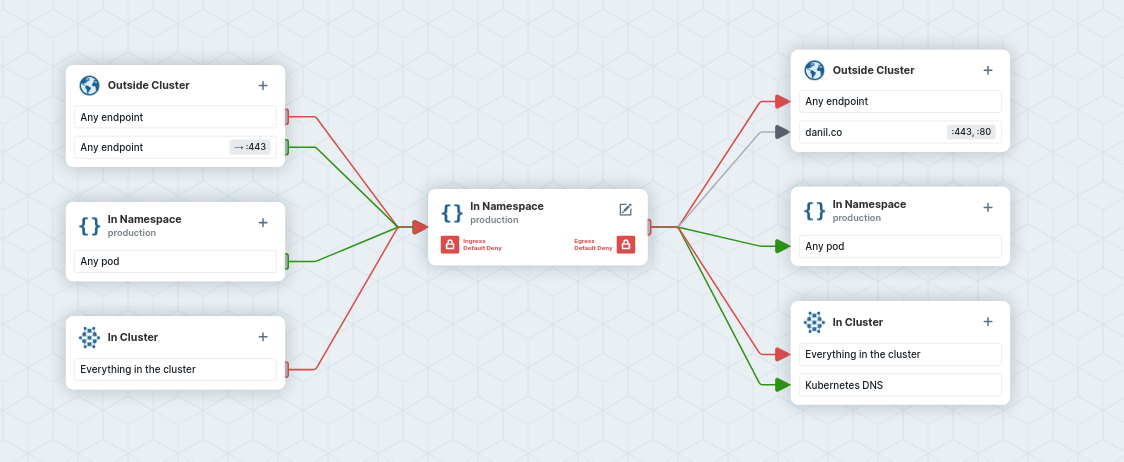 Outside Cluster +
Any endpoint
Any endpoint → :443
In Namespace +
production
Any pod
In Cluster +
Everything in the cluster
{ } In Namespace
production
Ingress
Default Deny
Egress
Default Deny
Outside Cluster +
Any endpoint
danil.co :443, :80
In Namespace +
production
Any pod
In Cluster +
Everything in the cluster
Kubernetes DNS